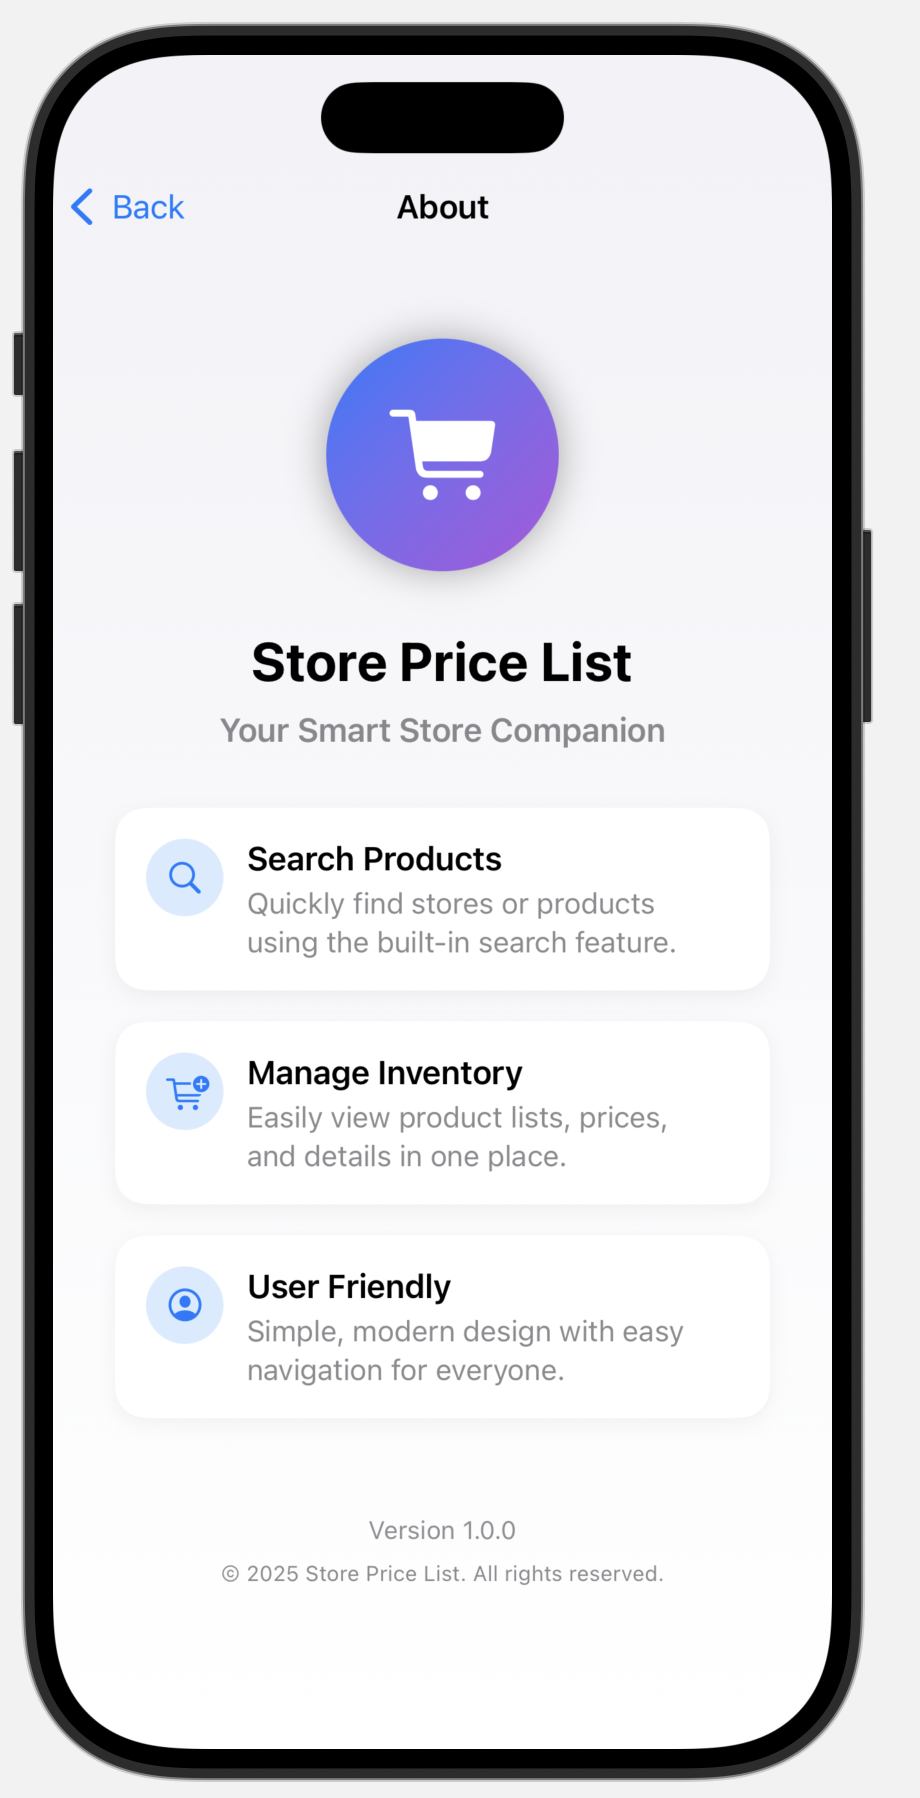 Back
About
Store Price List
Your Smart Store Companion
Search Products
Quickly find stores or products
using the built-in search feature.
Manage Inventory
Easily view product lists, prices,
and details in one place.
User Friendly
Simple, modern design with easy
navigation for everyone.
Version 1.0.0
© 2025 Store Price List. All rights reserved.